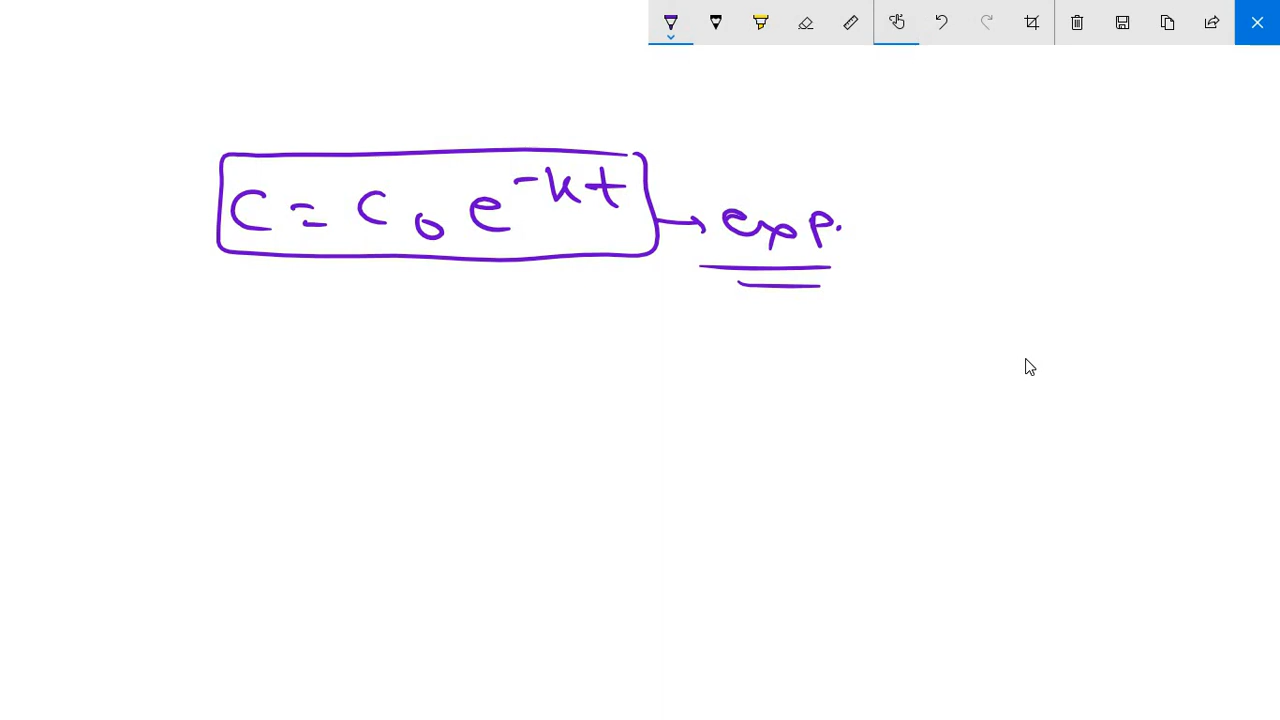 C = C₀ e^{-kt} → exp.